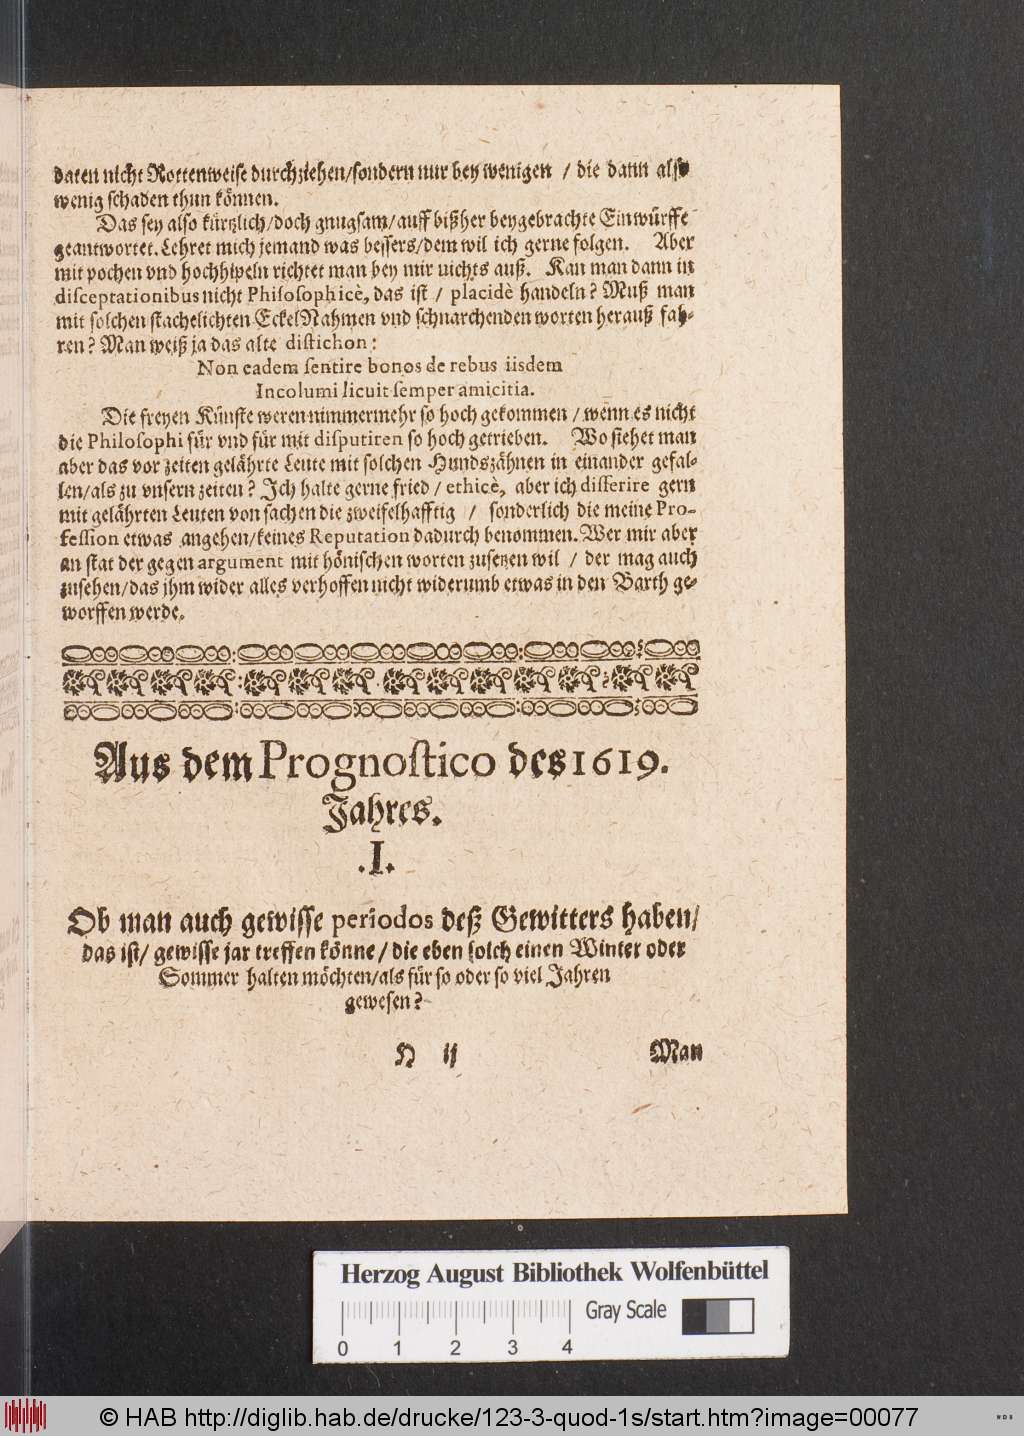 daten nicht Rottenweise durchziehen/sondern nur bey wenigen / die dann also
wenig schaden thun können.
Das sey also kürtzlich/doch gnugsam/auff bißher beygebrachte Einwürffe
geantwortet. Lehret mich jemand was bessers/dem wil ich gerne folgen. Aber
mit pochen vnd hochhipeln richtet man bey mir nichts auß. Kan man dann in
disceptationibus nicht Philosophicè, das ist / placidè handeln? Muß man
mit solchen stachelichten EckelNahmen vnd schnarchenden worten herauß fah-
ren? Man weiß ja das alte distichon:
Non eadem sentire bonos de rebus iisdem
Incolumi licuit semper amicitia.
Die freyen Künste weren nimmermehr so hoch gekommen / wenn es nicht
die Philosophi für vnd für mit disputiren so hoch getrieben. Wo siehet man
aber das vor zeiten gelährte Leute mit solchen Hundszähnen in einander gefal-
len/als zu vnsern zeiten? Ich halte gerne fried / ethicè, aber ich differire gern
mit gelährten Leuten von sachen die zweifelhafftig / sonderlich die meine Pro-
fession etwas angehen/keines Reputation dadurch benommen. Wer mir aber
an stat der gegen argument mit hönischen worten zusetzen wil / der mag auch
zusehen/das jhm wider alles verhoffen nicht widerumb etwas in den Barth ge-
worffen werde.
Aus dem Prognostico des 1619.
Jahres.
.I.
Ob man auch gewisse periodos deß Gewitters haben/
das ist/ gewisse jar treffen könne / die eben solch einen Winter oder
Sommer halten möchten/als für so oder so viel Jahren
gewesen?
H ij Man
Herzog August Bibliothek Wolfenbüttel
Gray Scale
0 1 2 3 4
© HAB http://diglib.hab.de/drucke/123-3-quod-1s/start.htm?image=00077